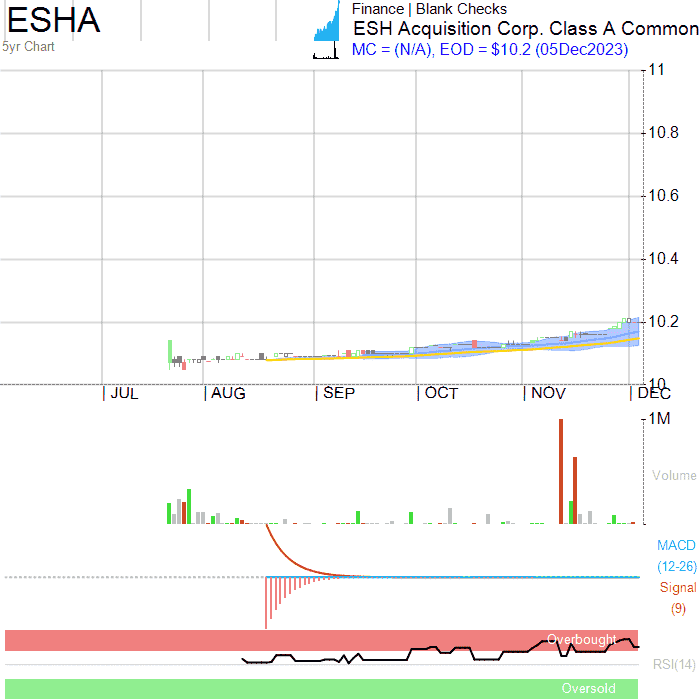 ESHA
5yr Chart
Finance | Blank Checks
ESH Acquisition Corp. Class A Common
MC = (N/A), EOD = $10.2 (05Dec2023)
11
10.8
10.6
10.4
10.2
10
JUL AUG SEP OCT NOV DEC
1M
Volume
MACD
(12-26)
Signal
(9)
Overbought
RSI(14)
Oversold